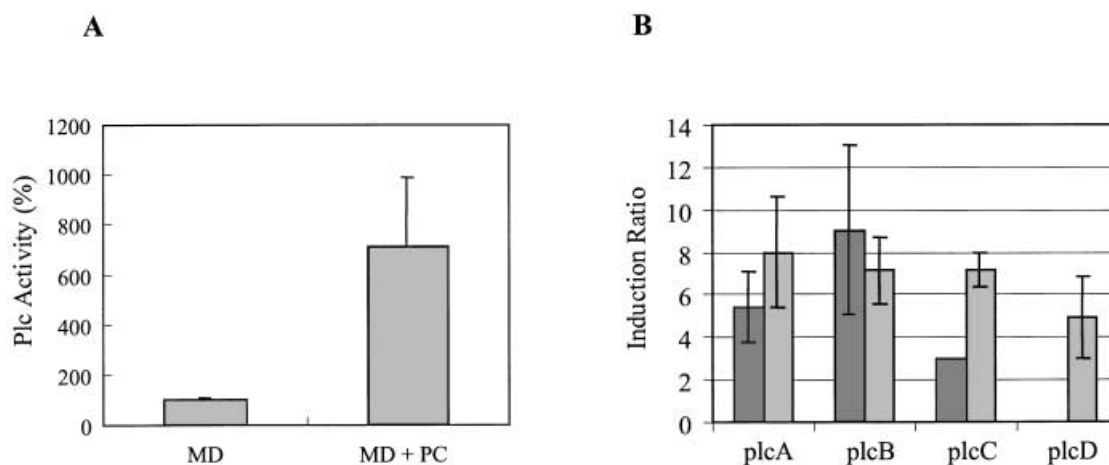 A
Plc Activity (%)
1200
1000
800
600
400
200
0
MD
MD + PC
B
Induction Ratio
14
12
10
8
6
4
2
0
plcA
plcB
plcC
plcD